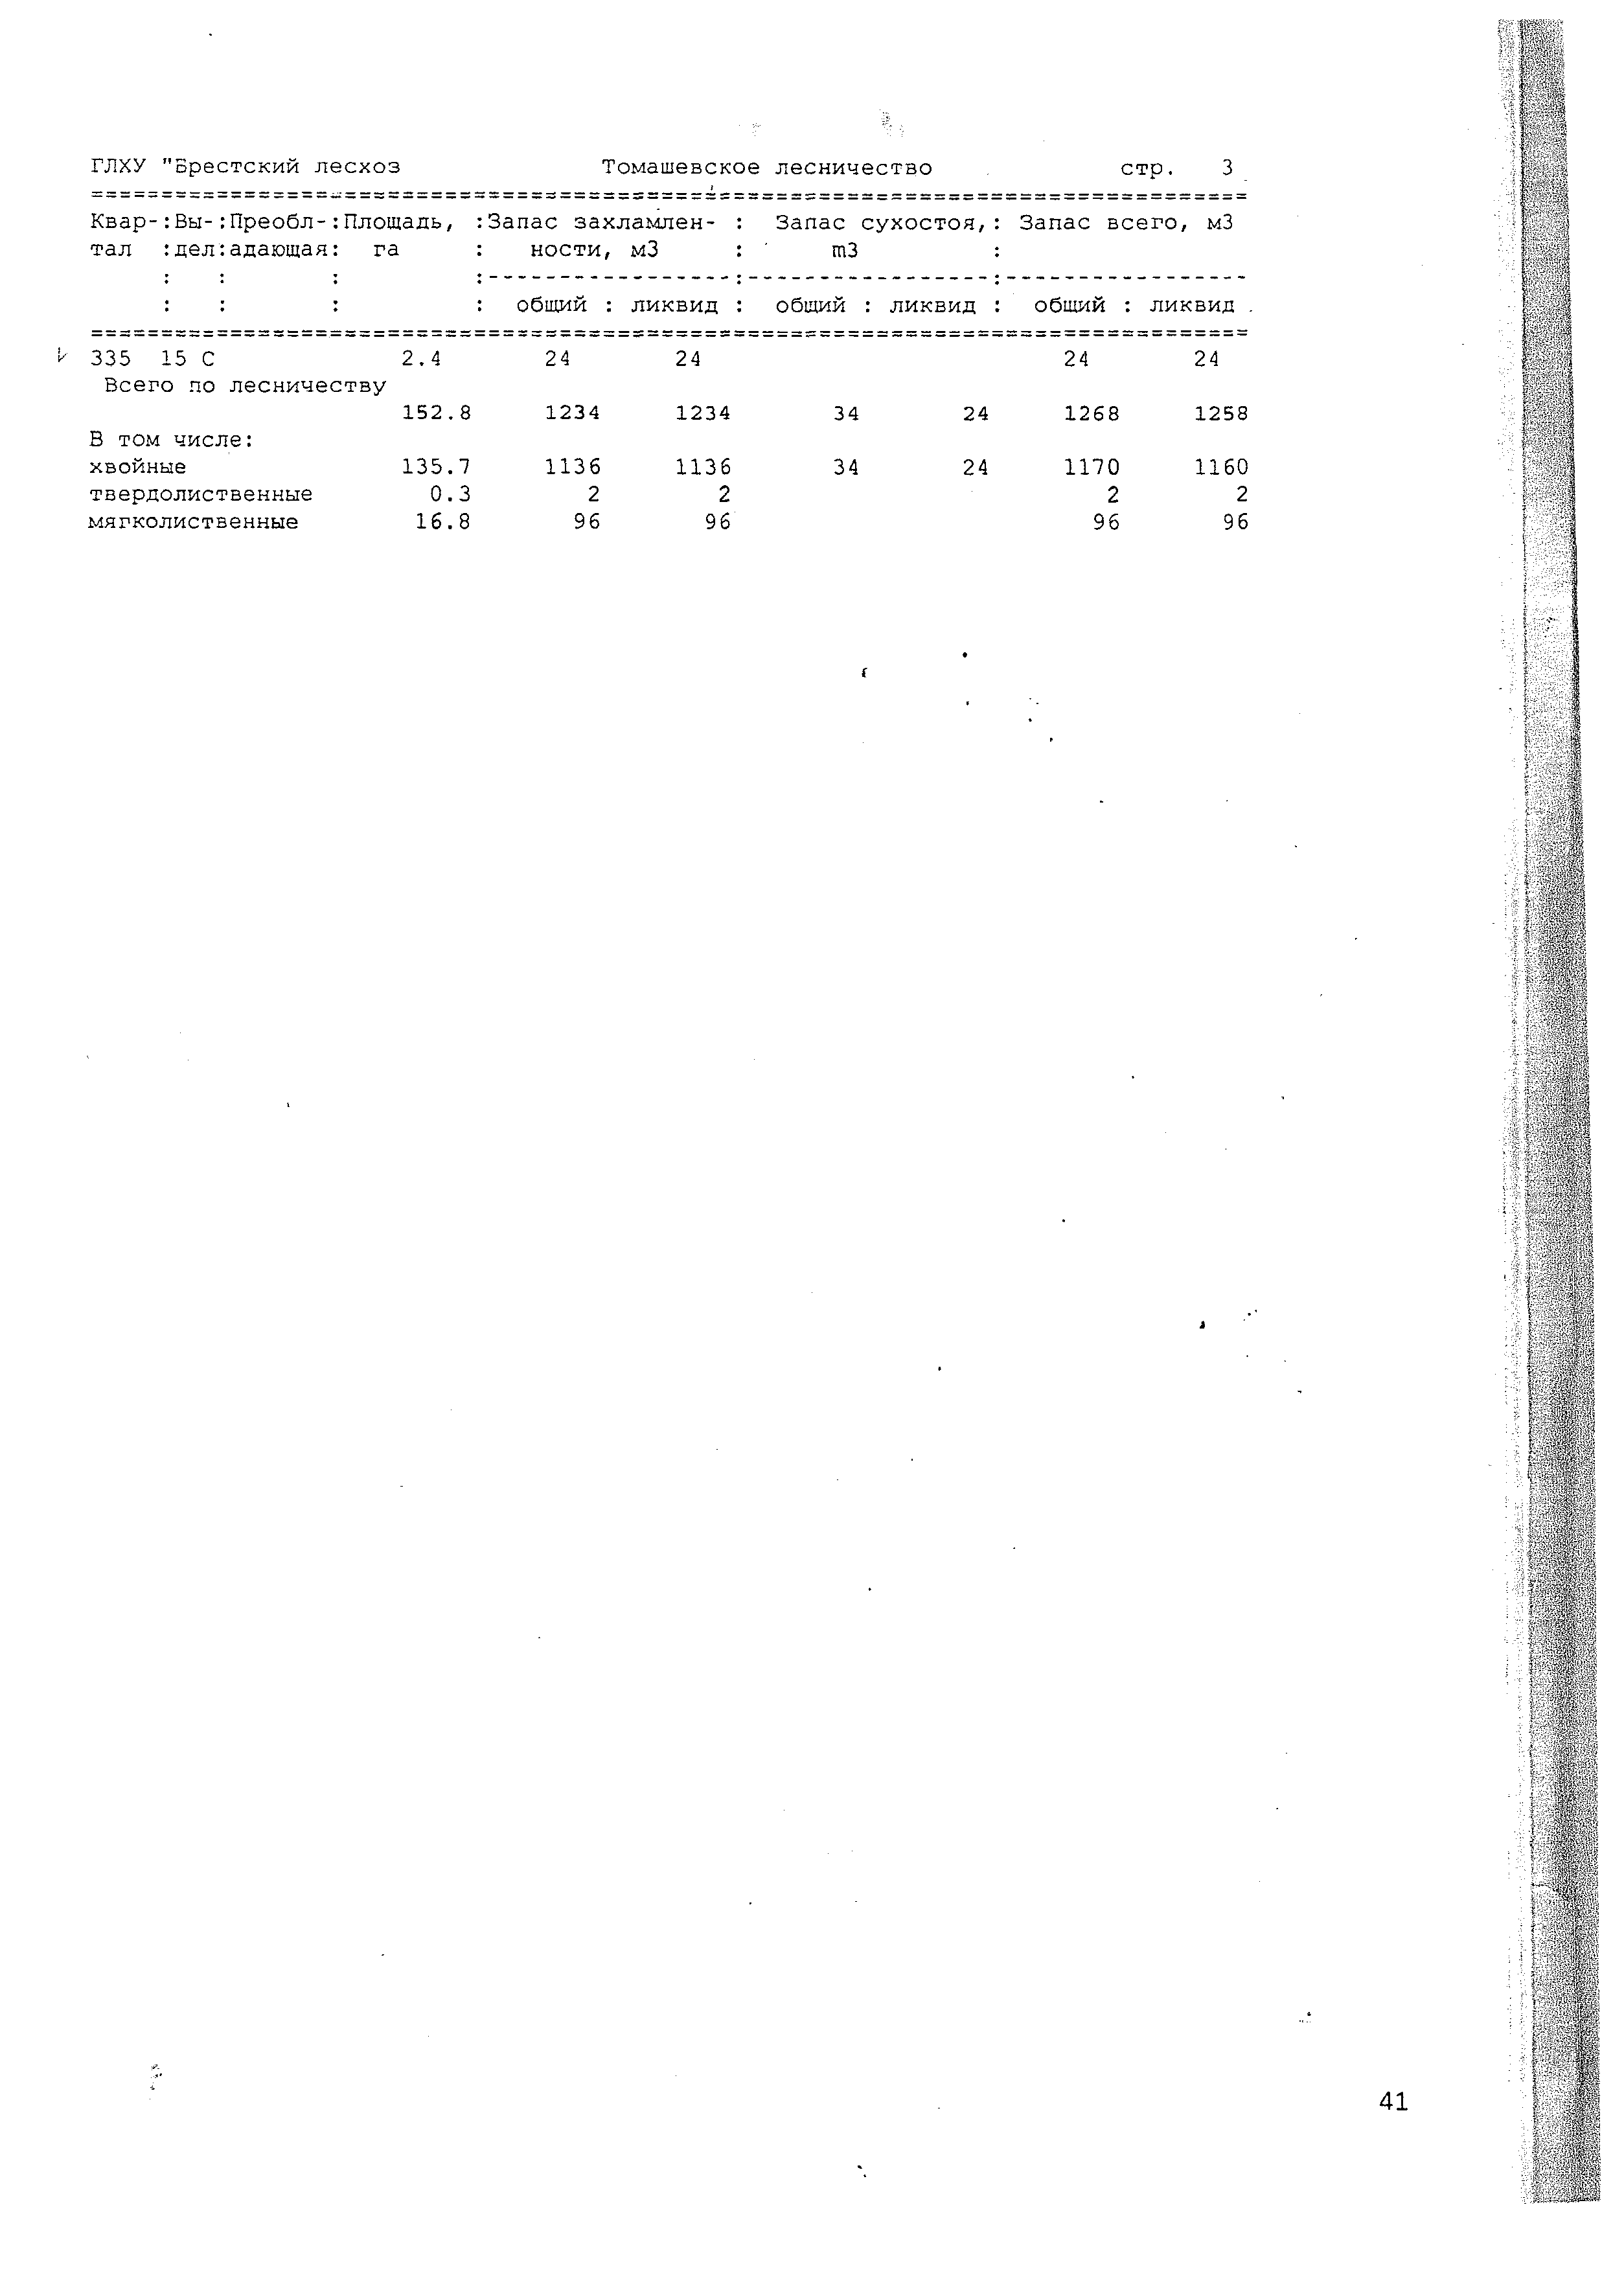 ГЛХУ "Брестский лесхоз Томашевское лесничество стр. 3
================================================================================
Квар-:Вы-:Преобл-:Площадь, :Запас захламлен- : Запас сухостоя,: Запас всего, м3
тал :дел:адающая: га : ности, м3 : m3 :
: : : :-----------------:-----------------:-----------------
: : : : общий : ликвид : общий : ликвид : общий : ликвид
================================================================================
335 15 С 2.4 24 24 24 24
Всего по лесничеству
152.8 1234 1234 34 24 1268 1258
В том числе:
хвойные 135.7 1136 1136 34 24 1170 1160
твердолиственные 0.3 2 2 2 2
мягколиственные 16.8 96 96 96 96
41